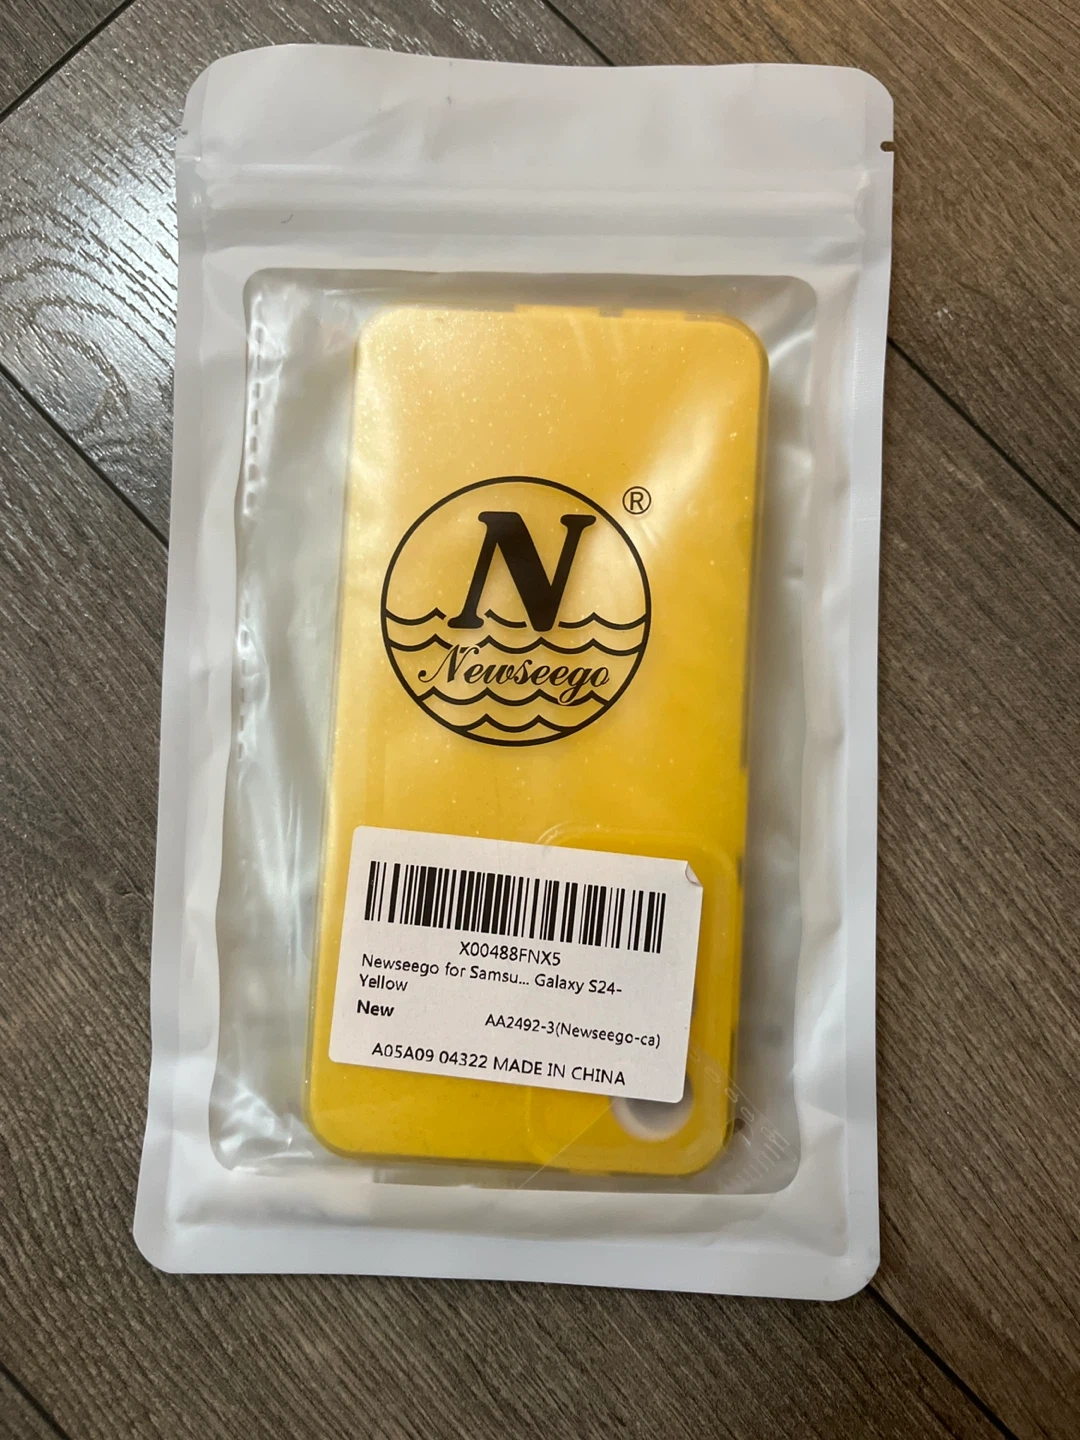 N ®
Newseego
X00488FNX5
Newseego for Samsu... Galaxy S24-
Yellow
New
AA2492-3(Newseego-ca)
A05A09 04322 MADE IN CHINA